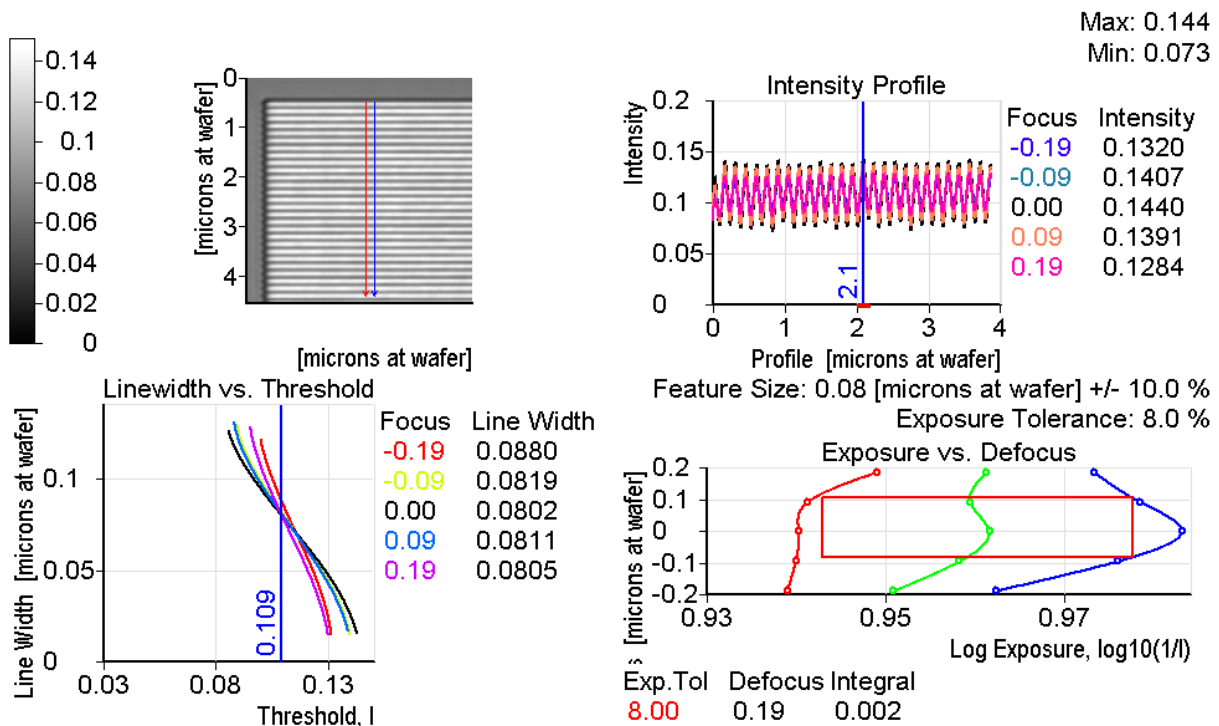 Max: 0.144
Min: 0.073
0.14
0.12
0.1
0.08
0.06
0.04
0.02
0
[microns at wafer]
0
1
2
3
4
[microns at wafer]
Intensity Profile
Intensity
0.2
0.15
0.1
0.05
0
2.1
0 1 2 3 4
Profile [microns at wafer]
Focus Intensity
-0.19 0.1320
-0.09 0.1407
0.00 0.1440
0.09 0.1391
0.19 0.1284
Linewidth vs. Threshold
Line Width [microns at wafer]
0.1
0.05
0
0.109
0.03 0.08 0.13
Threshold, I
Focus Line Width
-0.19 0.0880
-0.09 0.0819
0.00 0.0802
0.09 0.0811
0.19 0.0805
Feature Size: 0.08 [microns at wafer] +/- 10.0 %
Exposure Tolerance: 8.0 %
Exposure vs. Defocus
[microns at wafer]
0.2
0.1
0
-0.1
-0.2
0.93 0.95 0.97
Log Exposure, log10(1/I)
Exp.Tol Defocus Integral
8.00 0.19 0.002